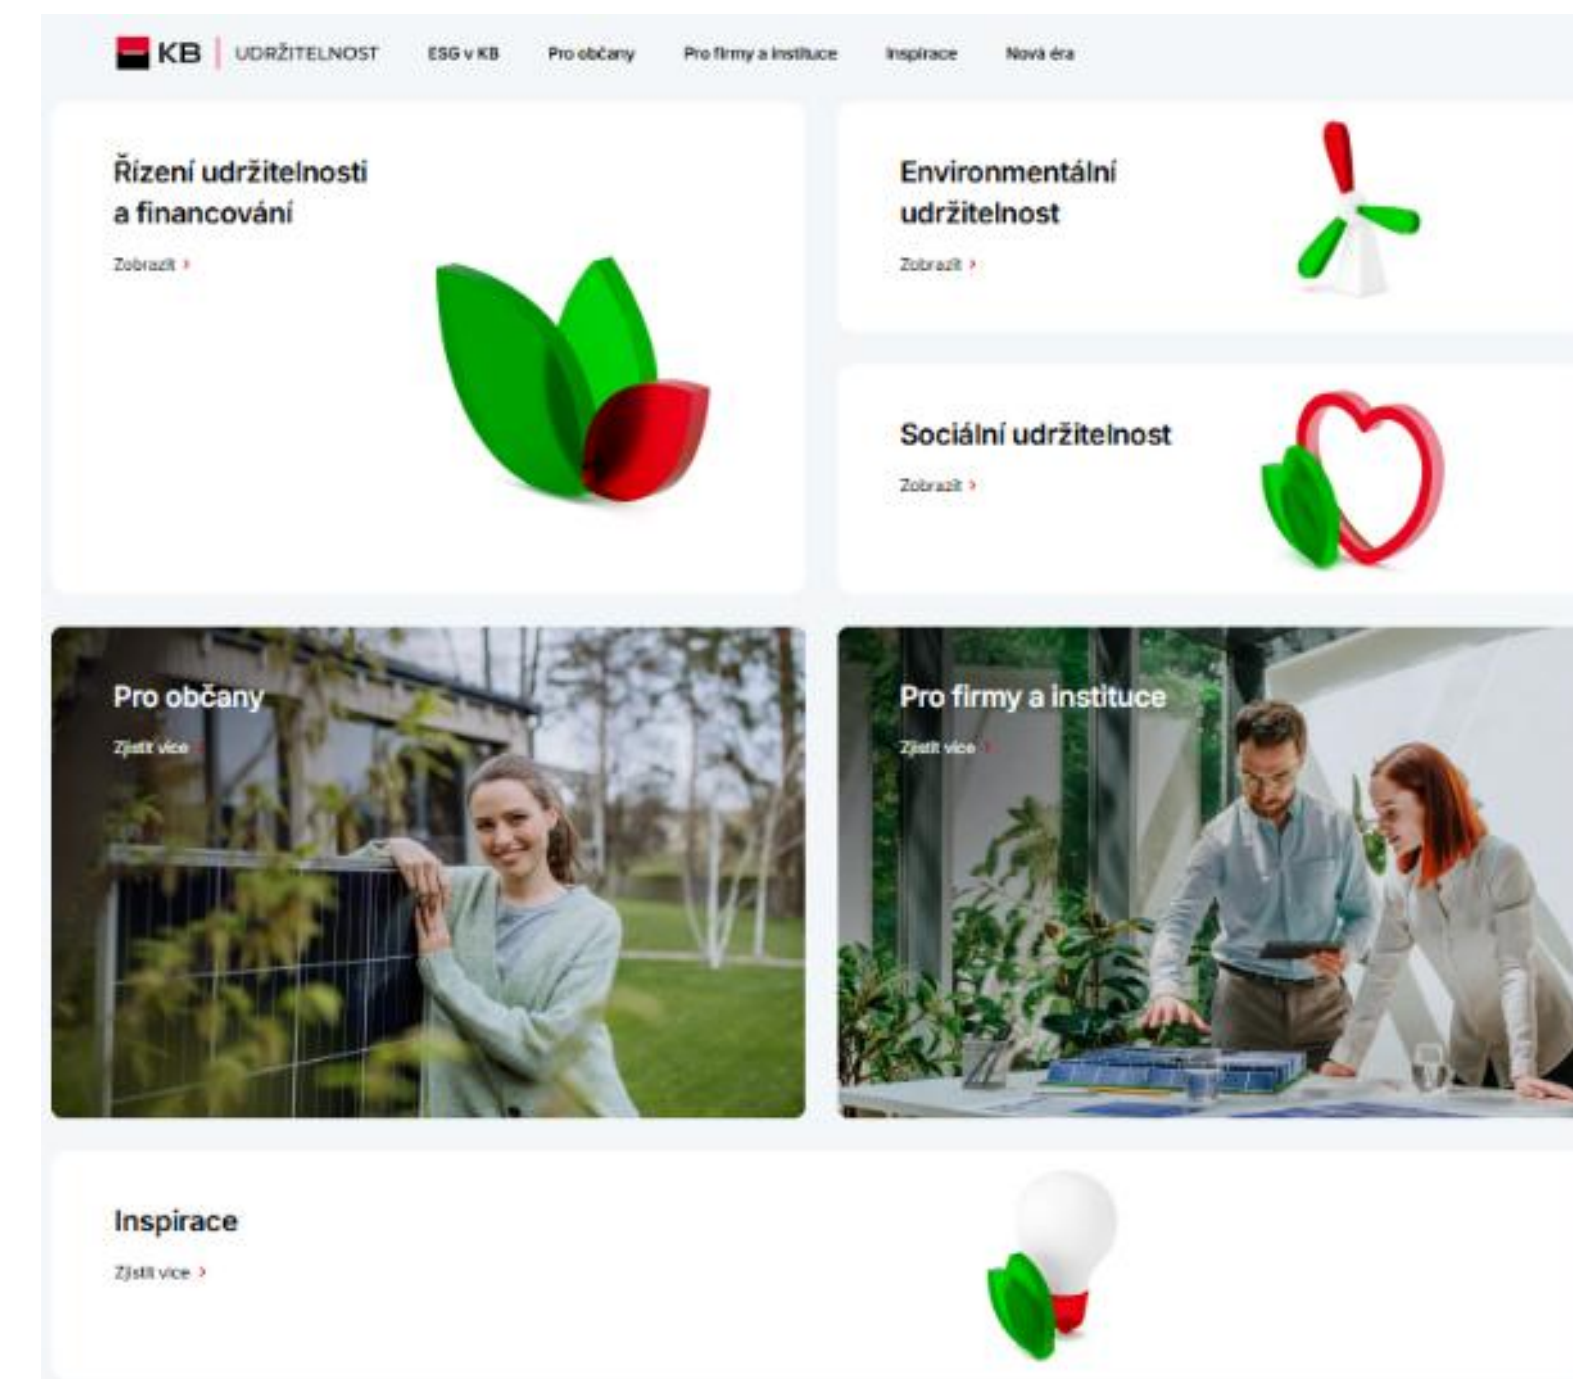 KB UDRŽITELNOST ESG v KB Pro občany Pro firmy a instituce Inspirace Nová éra
Řízení udržitelnosti
a financování
Zobrazit
Environmentální
udržitelnost
Zobrazit
Sociální udržitelnost
Zobrazit
Pro občany
Zjistit více
Pro firmy a instituce
Zjistit více
Inspirace
Zjistit více